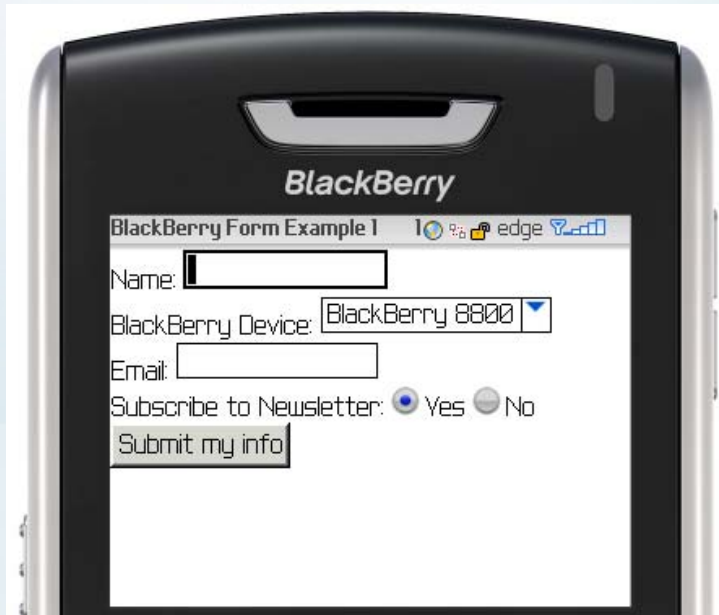 BlackBerry
BlackBerry Form Example 1 1 edge
Name:
BlackBerry Device: BlackBerry 8800
Email:
Subscribe to Newsletter: Yes No
Submit my info